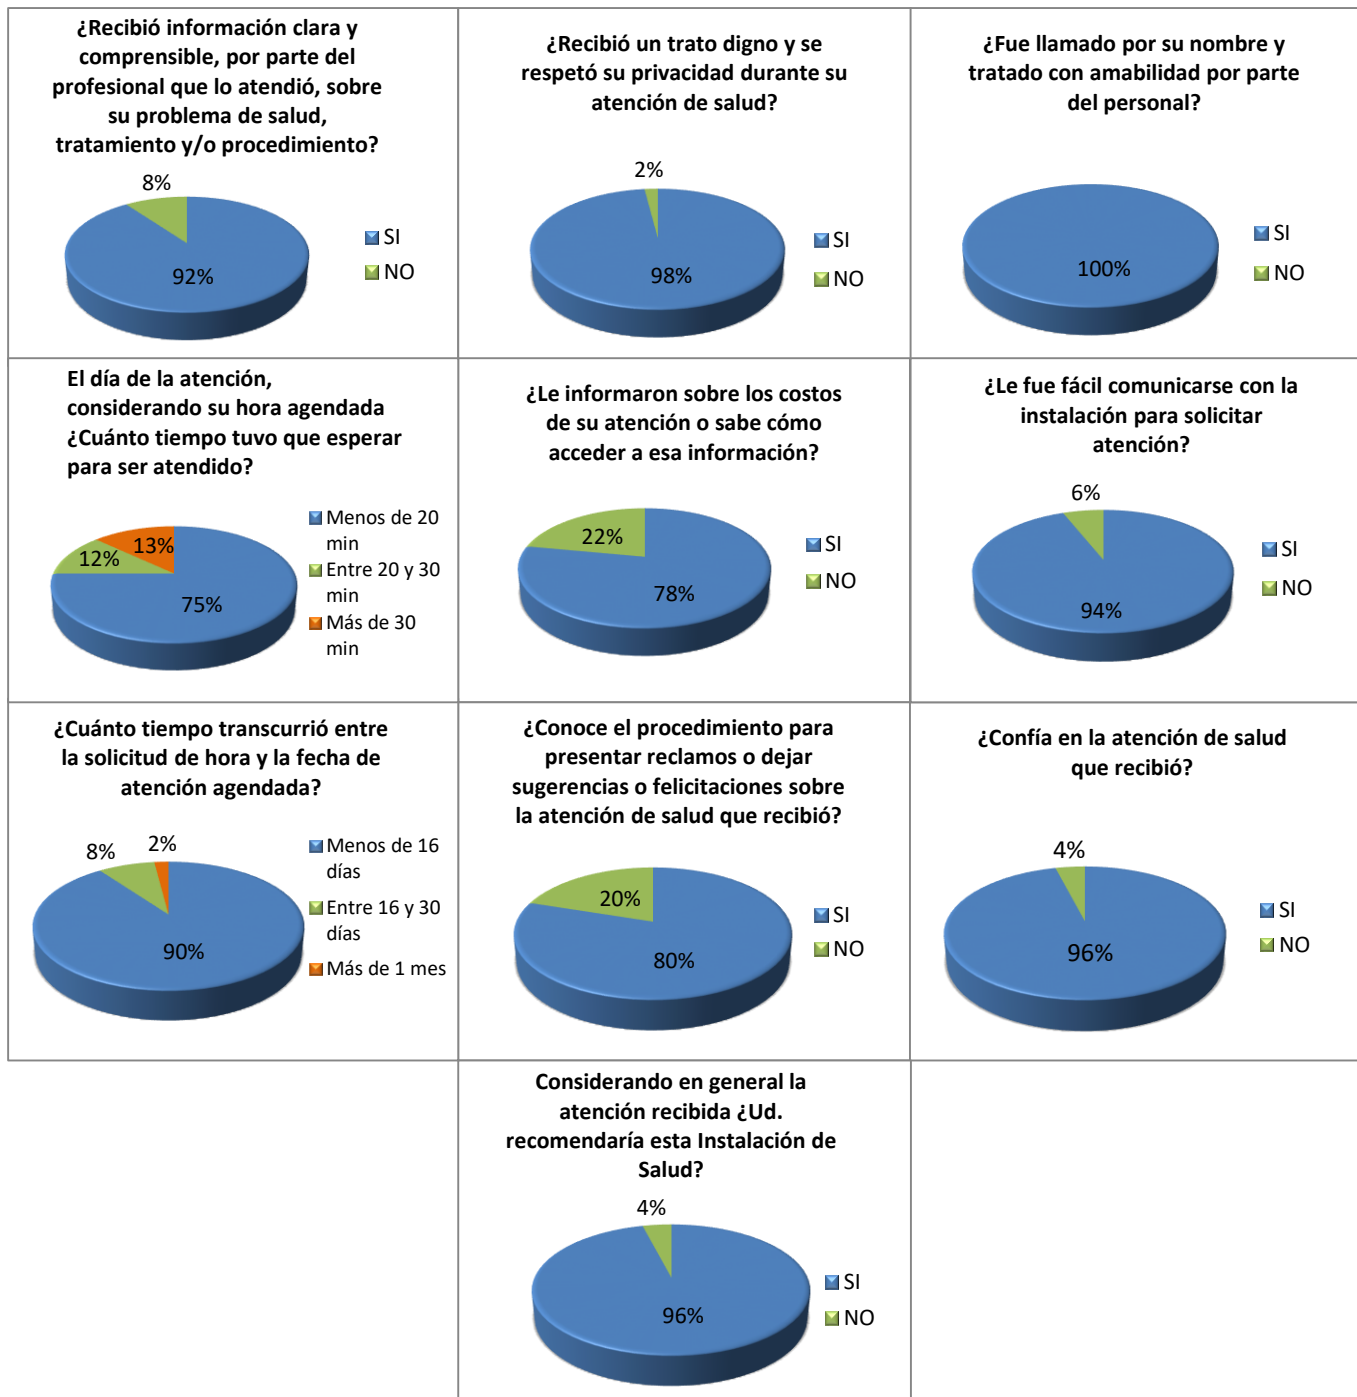 ¿Recibió información clara y
comprensible, por parte del
profesional que lo atendió, sobre
su problema de salud,
tratamiento y/o procedimiento?
8%
92%
SI
NO
¿Recibió un trato digno y se
respetó su privacidad durante su
atención de salud?
2%
98%
SI
NO
¿Fue llamado por su nombre y
tratado con amabilidad por parte
del personal?
100%
SI
NO
El día de la atención,
considerando su hora agendada
¿Cuánto tiempo tuvo que esperar
para ser atendido?
13%
12%
75%
Menos de 20
min
Entre 20 y 30
min
Más de 30
min
¿Le informaron sobre los costos
de su atención o sabe cómo
acceder a esa información?
22%
78%
SI
NO
¿Le fue fácil comunicarse con la
instalación para solicitar
atención?
6%
94%
SI
NO
¿Cuánto tiempo transcurrió entre
la solicitud de hora y la fecha de
atención agendada?
8%
2%
90%
Menos de 16
días
Entre 16 y 30
días
Más de 1 mes
¿Conoce el procedimiento para
presentar reclamos o dejar
sugerencias o felicitaciones sobre
la atención de salud que recibió?
20%
80%
SI
NO
¿Confía en la atención de salud
que recibió?
4%
96%
SI
NO
Considerando en general la
atención recibida ¿Ud.
recomendaría esta Instalación de
Salud?
4%
96%
SI
NO